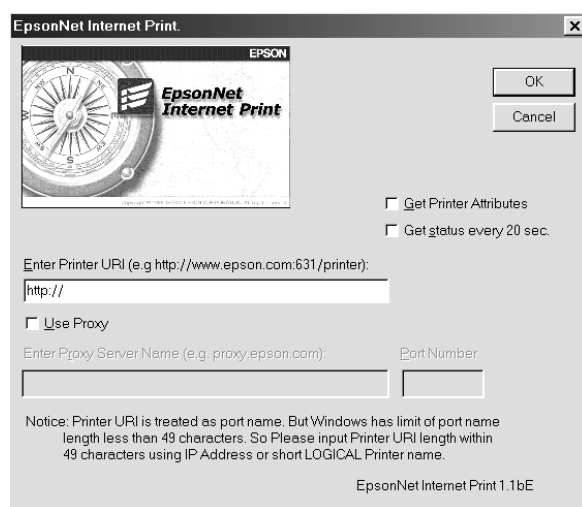 EpsonNet Internet Print.
EPSON
EpsonNet
Internet Print
N
W
S
OK
Cancel
Get Printer Attributes
Get status every 20 sec.
Enter Printer URI (e.g http://www.epson.com:631/printer):
http://
Use Proxy
Enter Proxy Server Name (e.g. proxy.epson.com):
Port Number
Notice: Printer URI is treated as port name. But Windows has limit of port name
length less than 49 characters. So Please input Printer URI length within
49 characters using IP Address or short LOGICAL Printer name.
EpsonNet Internet Print 1.1bE